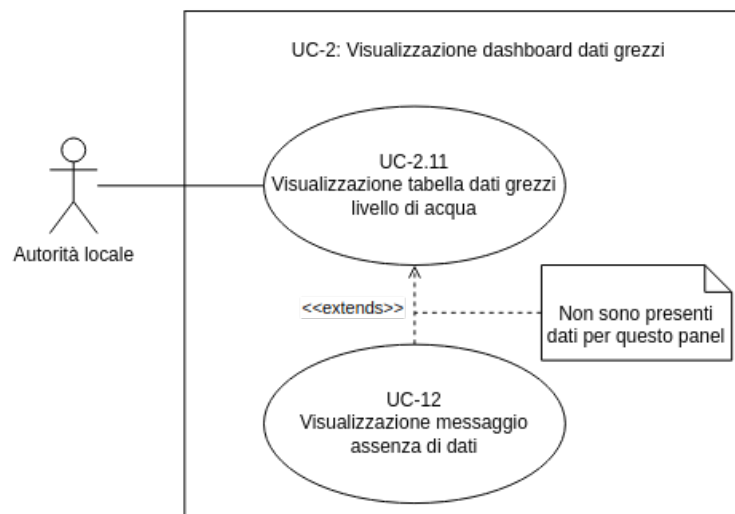 UC-2: Visualizzazione dashboard dati grezzi
UC-2.11
Visualizzazione tabella dati grezzi
livello di acqua
Autorità locale
<<extends>>
Non sono presenti
dati per questo panel
UC-12
Visualizzazione messaggio
assenza di dati